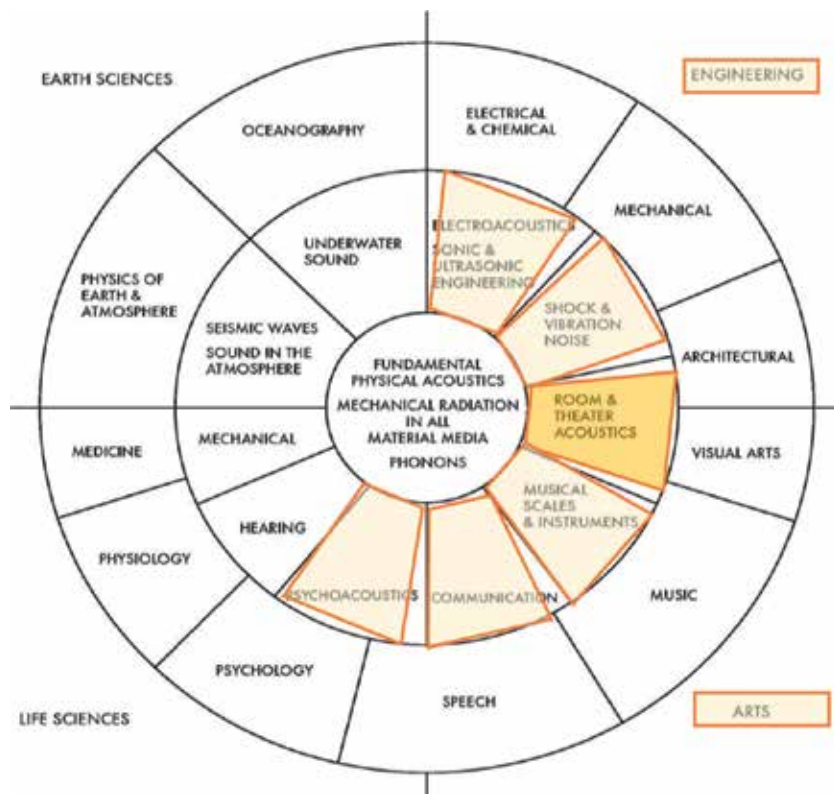 EARTH SCIENCES
ENGINEERING
OCEANOGRAPHY
ELECTRICAL
& CHEMICAL
MECHANICAL
ARCHITECTURAL
VISUAL ARTS
MUSIC
SPEECH
PSYCHOLOGY
PHYSIOLOGY
MEDICINE
PHYSICS OF
EARTH &
ATMOSPHERE
UNDERWATER
SOUND
ELECTROACOUSTICS
SONIC &
ULTRASONIC
ENGINEERING
SHOCK &
VIBRATION
NOISE
ROOM &
THEATER
ACOUSTICS
MUSICAL
SCALES
& INSTRUMENTS
COMMUNICATION
PSYCHOACOUSTICS
HEARING
MECHANICAL
SEISMIC WAVES
SOUND IN THE
ATMOSPHERE
FUNDAMENTAL
PHYSICAL ACOUSTICS
MECHANICAL RADIATION
IN ALL
MATERIAL MEDIA
PHONONS
LIFE SCIENCES
ARTS